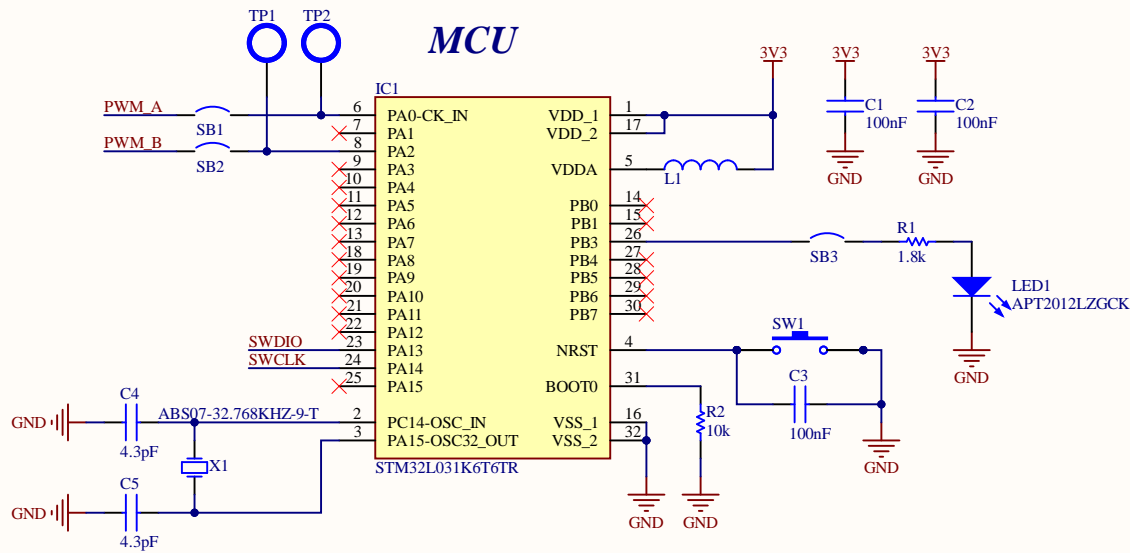 TP1 TP2
MCU
3V3 3V3 3V3
IC1
PWM_A SB1 6 PA0-CK_IN VDD_1 1 C1 100nF C2 100nF
7 PA1 VDD_2 17
PWM_B SB2 8 PA2
9 PA3 VDDA 5 L1 GND GND
10 PA4
11 PA5 PB0 14
12 PA6 PB1 15
13 PA7 PB3 26 SB3 R1 1.8k
18 PA8 PB4 27
19 PA9 PB5 28
20 PA10 PB6 29 LED1
21 PA11 PB7 30 APT2012LZGCK
22 PA12 SW1
SWDIO 23 PA13 NRST 4
SWCLK 24 PA14 C3 GND
25 PA15 BOOT0 31
C4 ABS07-32.768KHZ-9-T R2 10k 100nF
GND 2 PC14-OSC_IN VSS_1 16
4.3pF 3 PA15-OSC32_OUT VSS_2 32
X1 STM32L031K6T6TR GND
C5
GND GND GND
4.3pF